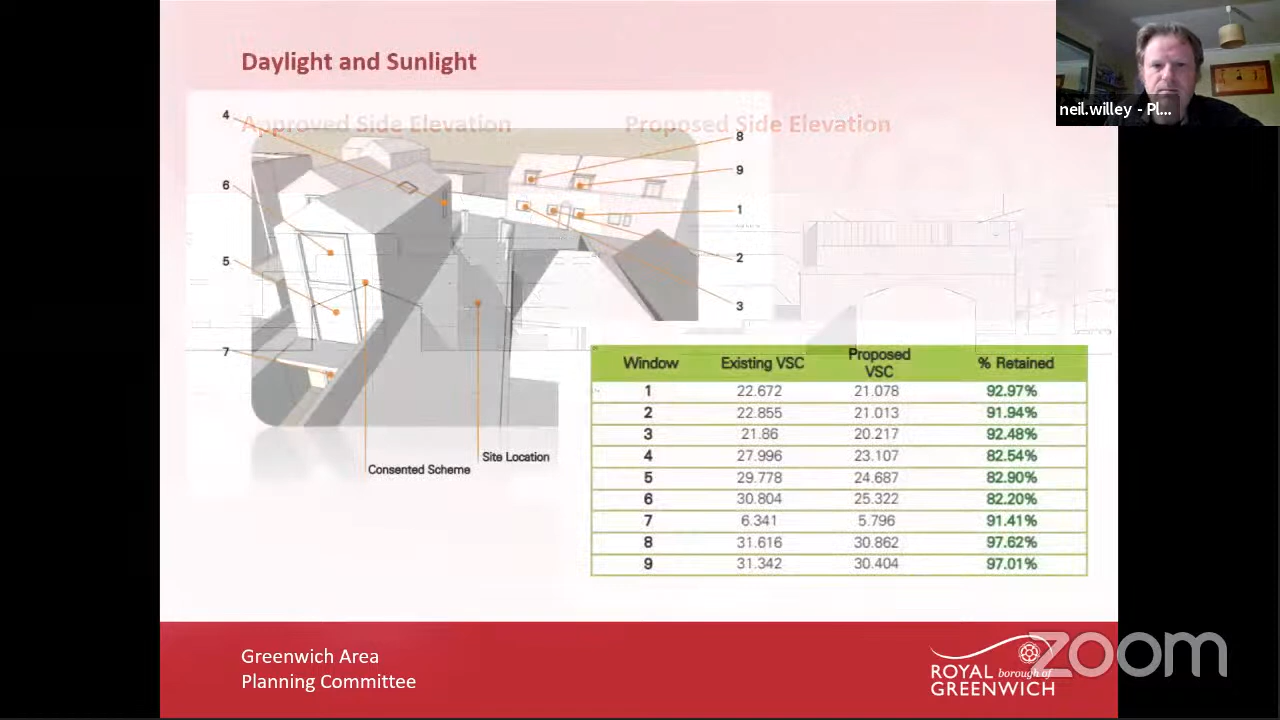 Daylight and Sunlight
neil.willey - Pl...
Approved Side Elevation
Proposed Side Elevation
4
6
5
7
8
9
1
2
3
Site Location
Consented Scheme
Window Existing VSC Proposed VSC % Retained
1 22.672 21.078 92.97%
2 22.855 21.013 91.94%
3 21.86 20.217 92.48%
4 27.996 23.107 82.54%
5 29.778 24.687 82.90%
6 30.804 25.322 82.20%
7 6.341 5.796 91.41%
8 31.616 30.862 97.62%
9 31.342 30.404 97.01%
Greenwich Area
Planning Committee
ROYAL borough of
GREENWICH
zoom